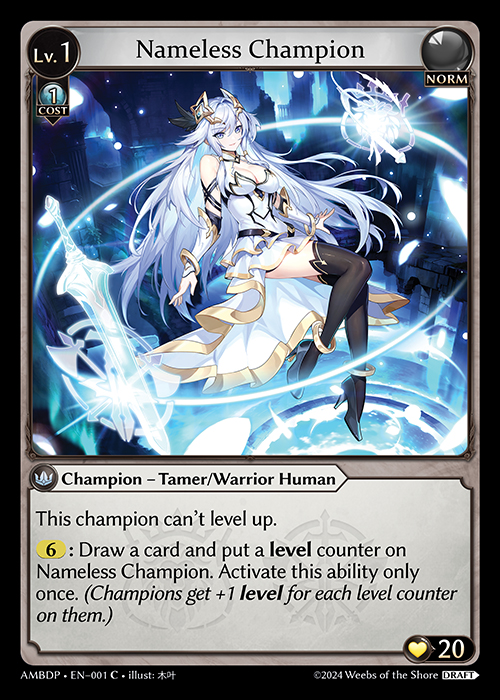 Lv. 1
Nameless Champion
NORM
1
COST
Champion – Tamer/Warrior Human
This champion can't level up.
6 : Draw a card and put a level counter on
Nameless Champion. Activate this ability only
once. (Champions get +1 level for each level counter
on them.)
20
AMBDP • EN–001 C • illust: 木叶
©2024 Weebs of the Shore DRAFT